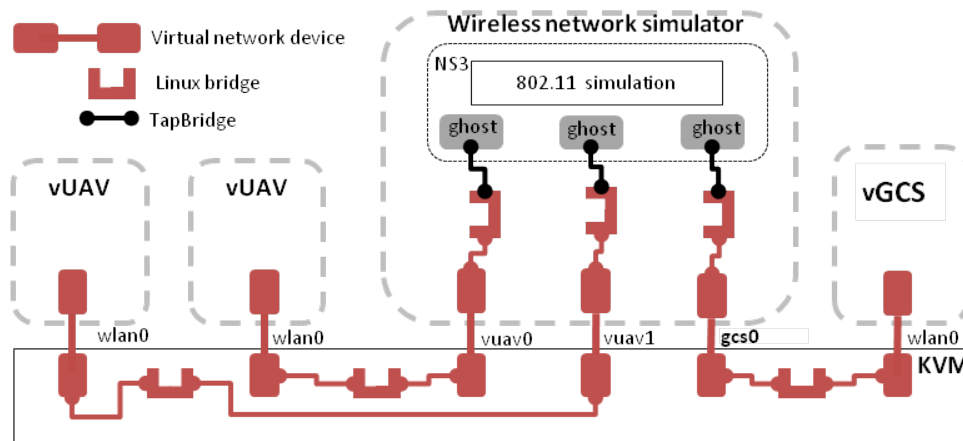 Wireless network simulator
Virtual network device
Linux bridge
TapBridge
NS3
802.11 simulation
ghost
ghost
ghost
vUAV
vUAV
vGCS
wlan0
wlan0
vuav0
vuav1
gcs0
wlan0
KVM